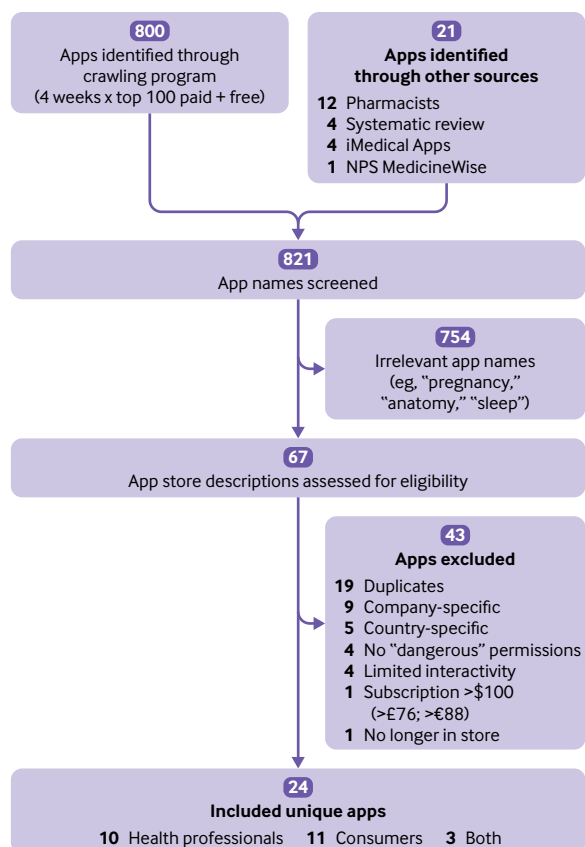 800
Apps identified through
crawling program
(4 weeks x top 100 paid + free)
21
Apps identified
through other sources
12 Pharmacists
4 Systematic review
4 iMedical Apps
1 NPS MedicineWise
821
App names screened
754
Irrelevant app names
(eg, “pregnancy,”
“anatomy,” “sleep”)
67
App store descriptions assessed for eligibility
43
Apps excluded
19 Duplicates
9 Company-specific
5 Country-specific
4 No “dangerous” permissions
4 Limited interactivity
1 Subscription >$100
(>£76; >€88)
1 No longer in store
24
Included unique apps
10 Health professionals 11 Consumers 3 Both